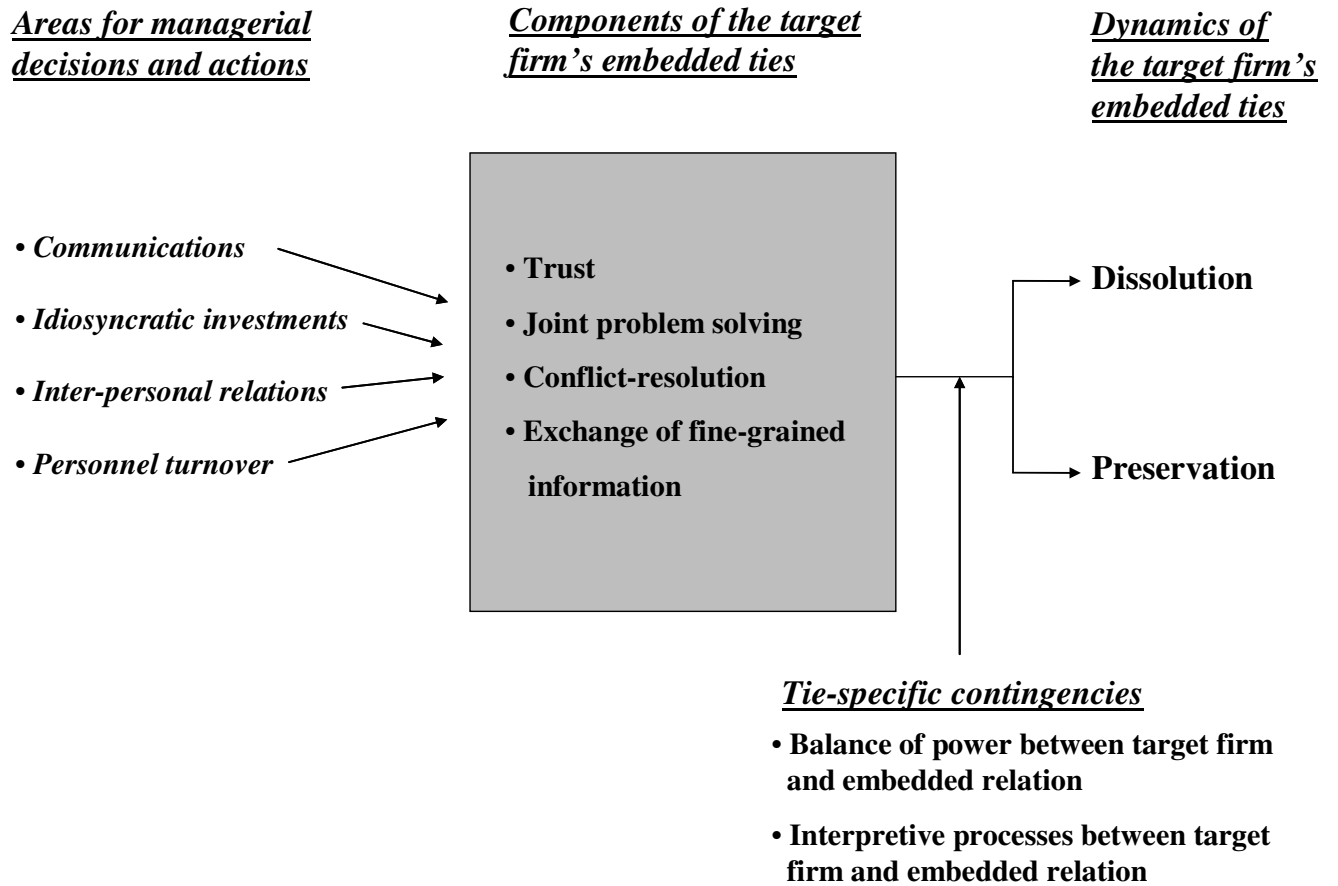 Areas for managerial
decisions and actions
Components of the target
firm’s embedded ties
Dynamics of
the target firm’s
embedded ties
• Communications
• Idiosyncratic investments
• Inter-personal relations
• Personnel turnover
• Trust
• Joint problem solving
• Conflict-resolution
• Exchange of fine-grained
information
Dissolution
Preservation
Tie-specific contingencies
• Balance of power between target firm
and embedded relation
• Interpretive processes between target
firm and embedded relation